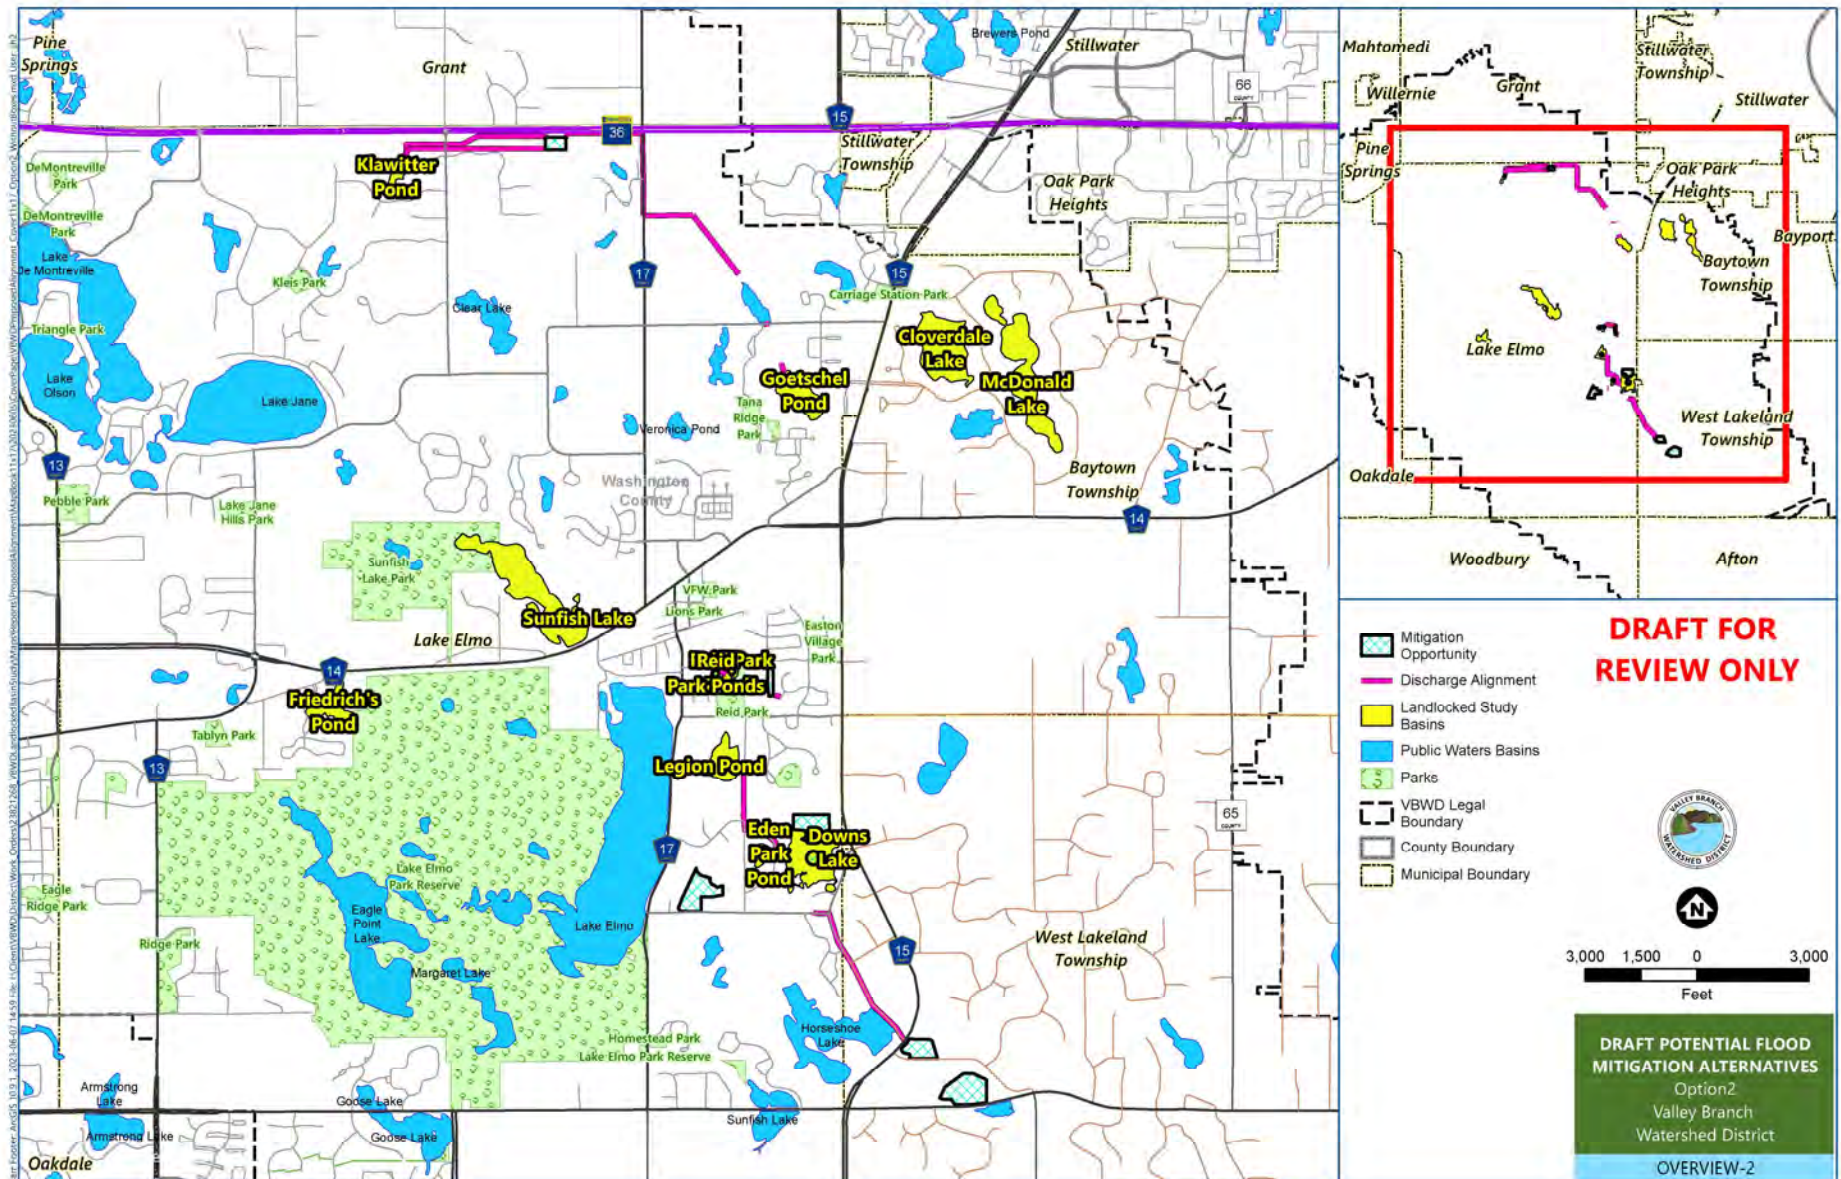 Pine
Springs
Grant
Brewers Pond
Stillwater
66
COUNTY
15
36
Stillwater
Township
Klawitter
Pond
DeMontreville
Park
Oak Park
Heights
DeMontreville
Park
Lake
De Montreville
Kleis Park
17
15
Carriage Station Park
Clear Lake
Triangle Park
Cloverdale
Lake
McDonald
Lake
Goetschel
Pond
Lake
Olson
Lake Jane
Tana
Ridge
Park
Veronica Pond
13
Baytown
Township
Washington
County
Pebble Park
Lake Jane
Hills Park
14
Sunfish
Lake Park
VFW Park
Lions Park
Sunfish Lake
Lake Elmo
Easton
Village
Park
14
Reid Park
Park Ponds
Reid Park
Friedrich's
Pond
Tablyn Park
13
Legion Pond
65
COUNTY
Eden
Park
Pond
Downs
Lake
17
Lake Elmo
Park Reserve
Eagle
Ridge Park
Eagle
Point
Lake
Lake Elmo
Ridge Park
15
West Lakeland
Township
Margaret Lake
Horseshoe
Lake
Homestead Park
Lake Elmo Park Reserve
Armstrong
Lake
Goose Lake
Sunfish Lake
Armstrong Lake
Goose Lake
Oakdale
Mahtomedi
Stillwater
Township
Willernie
Grant
Stillwater
Pine
Springs
Oak Park
Heights
Bayport
Baytown
Township
Lake Elmo
West Lakeland
Township
Oakdale
Woodbury
Afton
Mitigation
Opportunity
Discharge Alignment
Landlocked Study
Basins
Public Waters Basins
Parks
VBWD Legal
Boundary
County Boundary
Municipal Boundary
DRAFT FOR
REVIEW ONLY
VALLEY BRANCH
WATERSHED DISTRICT
N
3,000 1,500 0 3,000
Feet
DRAFT POTENTIAL FLOOD
MITIGATION ALTERNATIVES
Option2
Valley Branch
Watershed District
OVERVIEW-2